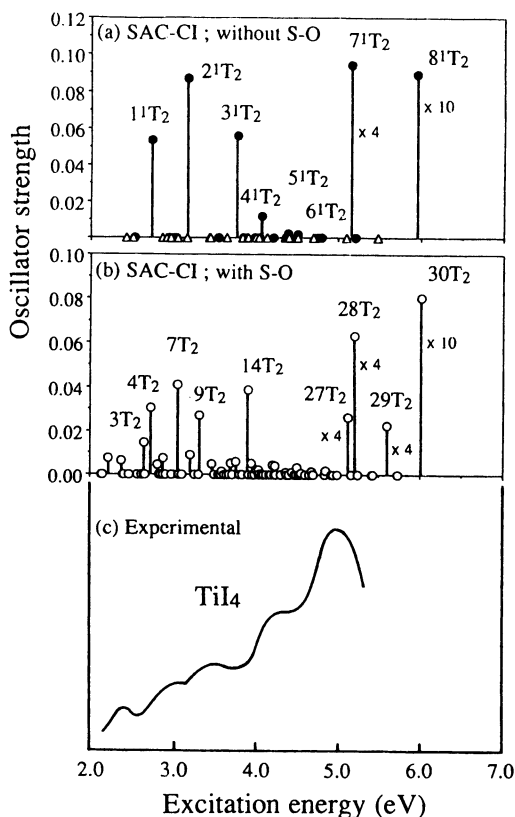 0.12
(a) SAC-CI ; without S-O
7¹T₂
8¹T₂
0.10
2¹T₂
0.08
1¹T₂
3¹T₂
x 4
x 10
0.06
0.04
5¹T₂
4¹T₂
6¹T₂
0.02
Oscillator strength
0.10
(b) SAC-CI ; with S-O
30T₂
28T₂
0.08
7T₂
x 10
0.06
4T₂
9T₂
14T₂
x 4
27T₂
29T₂
0.04
3T₂
x 4
x 4
0.02
0.00
(c) Experimental
TiI₄
2.0 3.0 4.0 5.0 6.0 7.0
Excitation energy (eV)